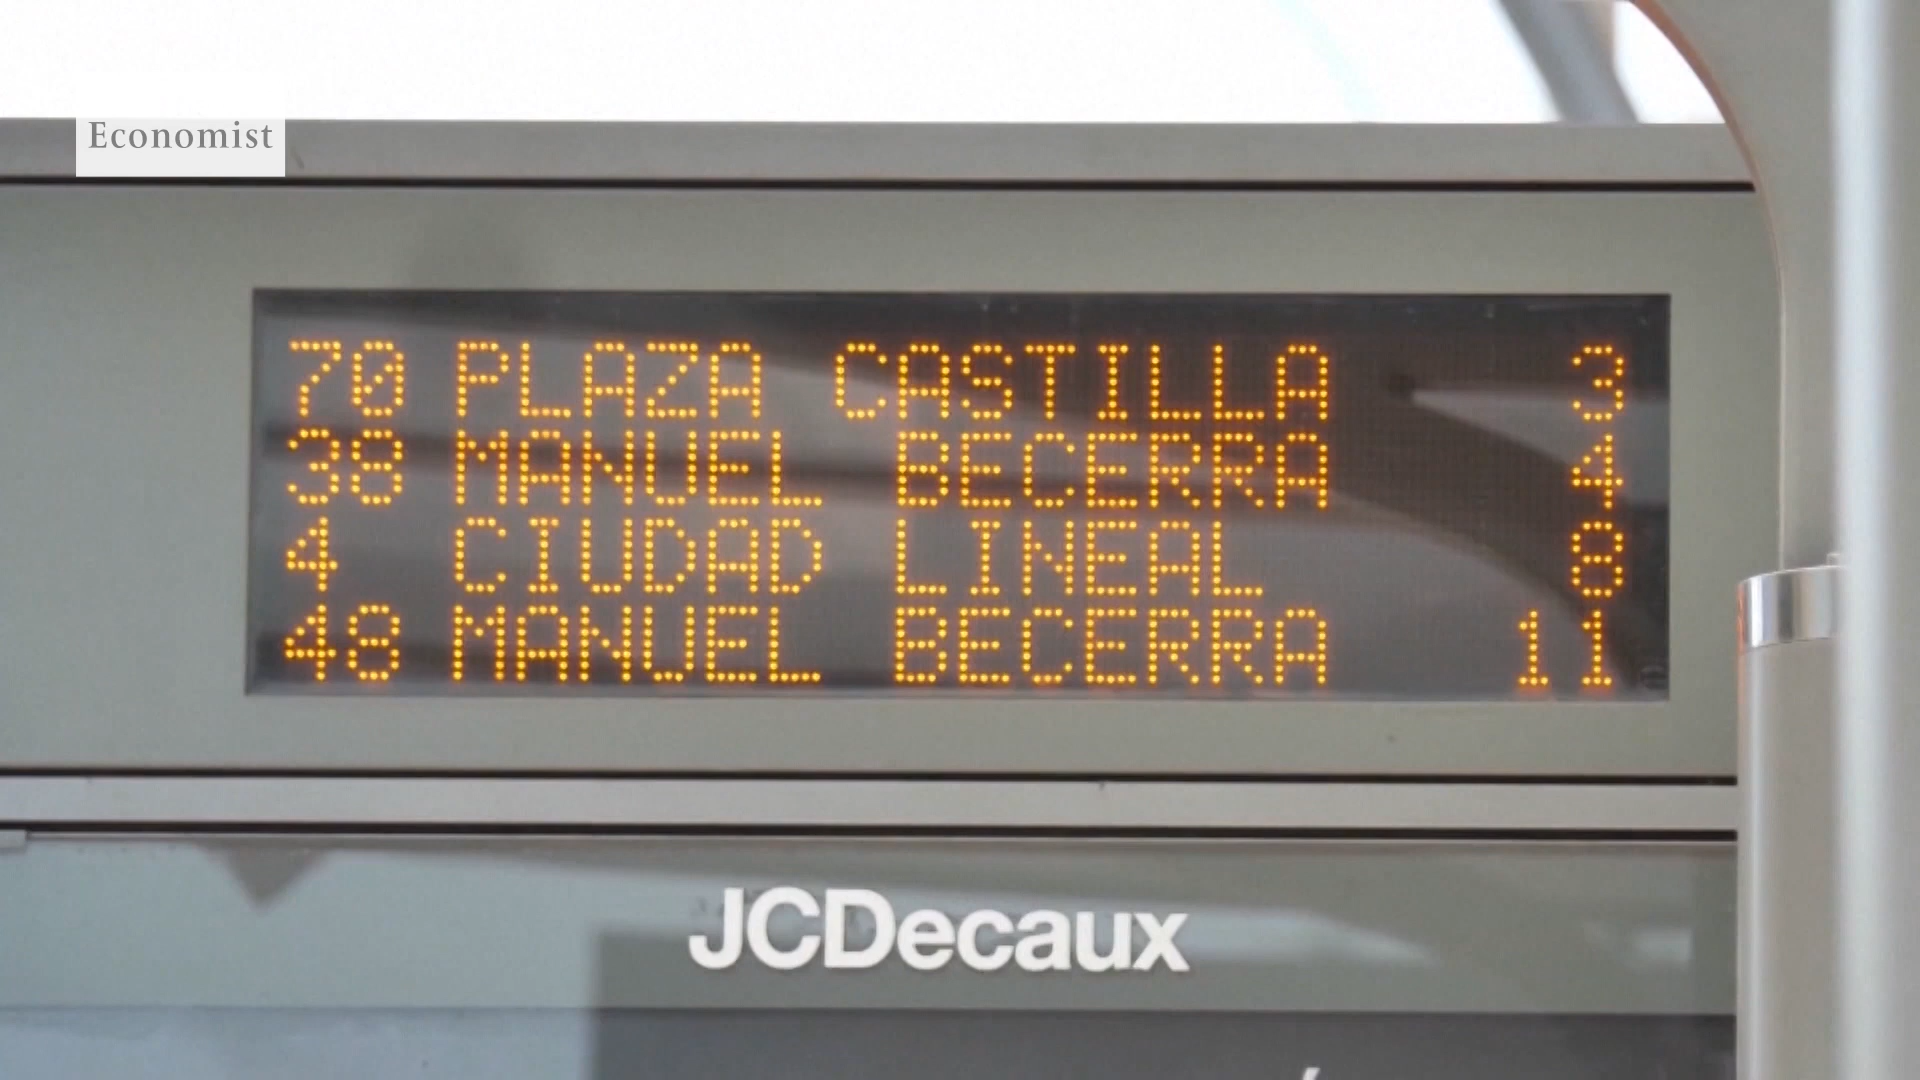 Economist
70 PLAZA CASTILLA 3
38 MANUEL BECERRA 4
4 CIUDAD LINEAL 8
48 MANUEL BECERRA 11
JCDecaux